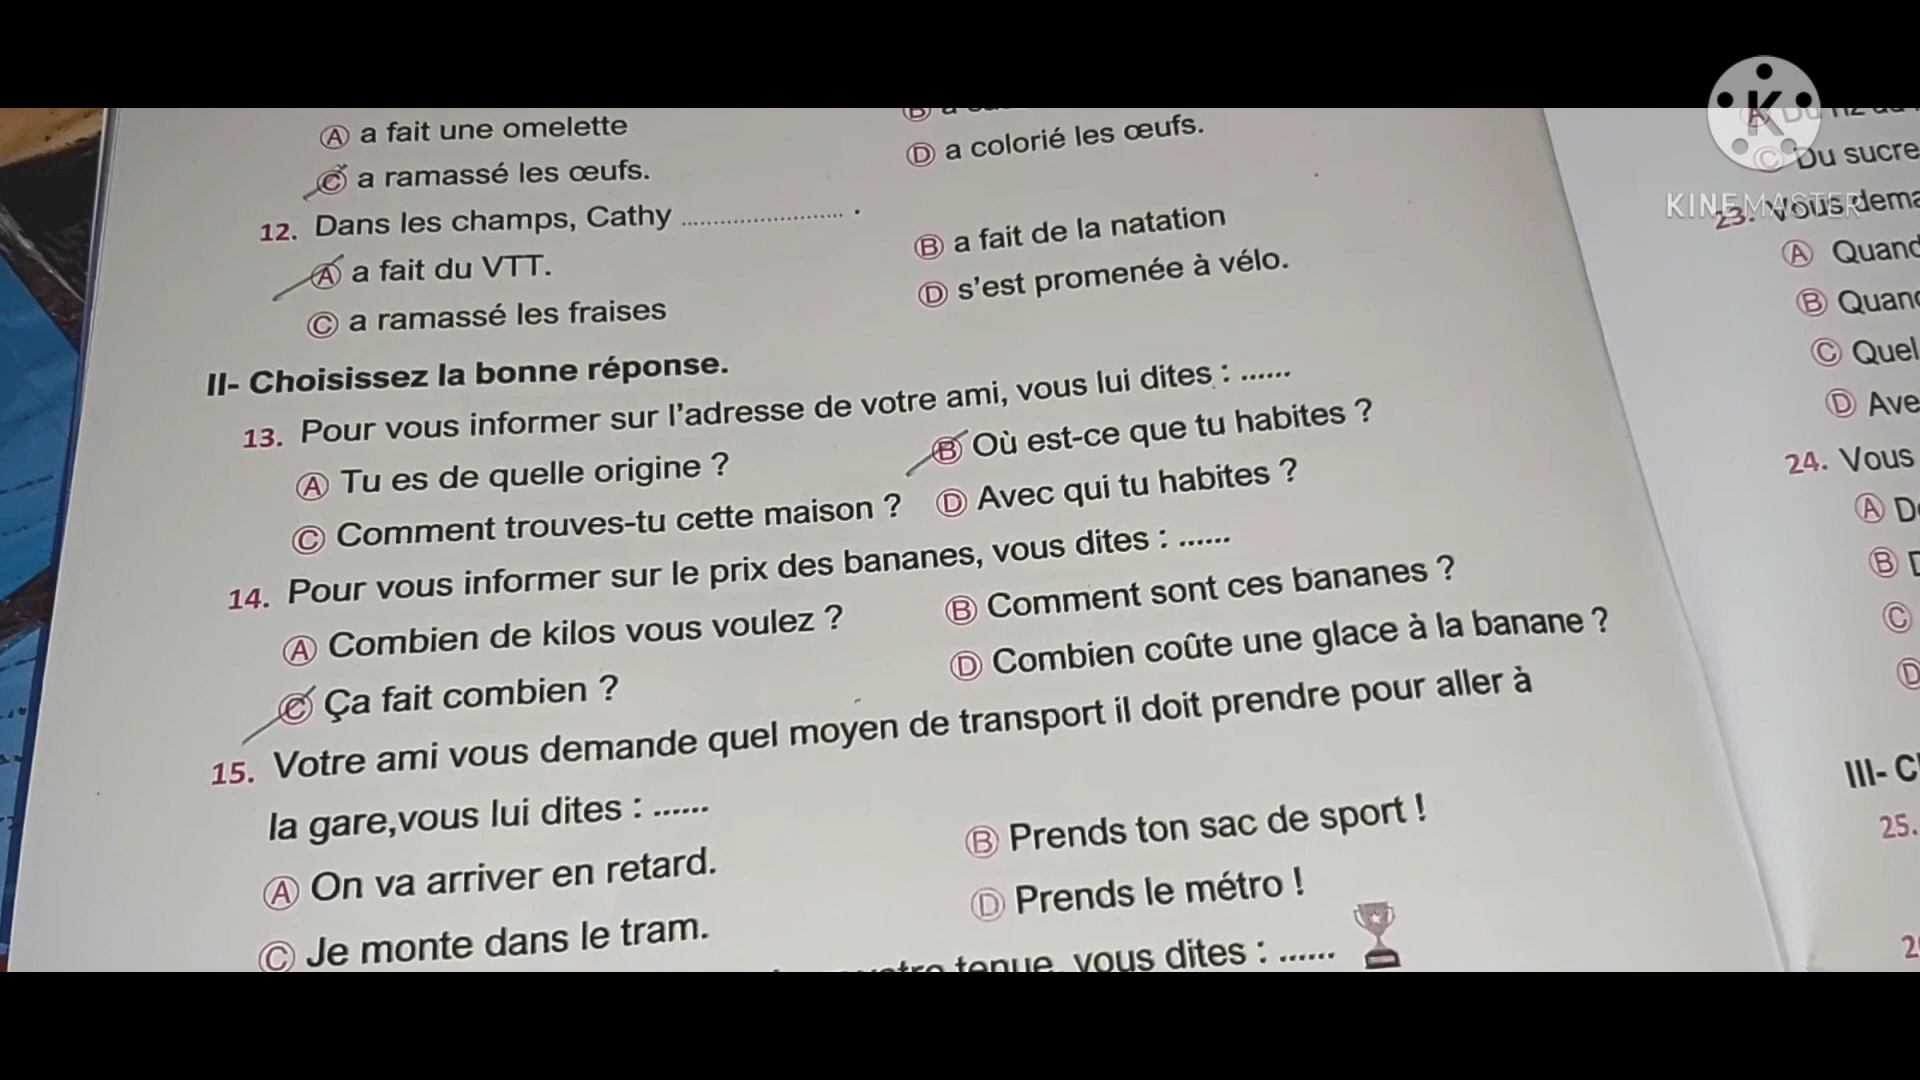 Ⓐ a fait une omelette
Ⓑ a
Ⓒ a ramassé les œufs.
Ⓓ a colorié les œufs.
12. Dans les champs, Cathy ........................ .
Ⓐ a fait du VTT.
Ⓑ a fait de la natation
Ⓒ a ramassé les fraises
Ⓓ s'est promenée à vélo.
II- Choisissez la bonne réponse.
13. Pour vous informer sur l'adresse de votre ami, vous lui dites : ......
Ⓐ Tu es de quelle origine ?
Ⓑ Où est-ce que tu habites ?
Ⓒ Comment trouves-tu cette maison ?
Ⓓ Avec qui tu habites ?
14. Pour vous informer sur le prix des bananes, vous dites : ......
Ⓐ Combien de kilos vous voulez ?
Ⓑ Comment sont ces bananes ?
Ⓒ Ça fait combien ?
Ⓓ Combien coûte une glace à la banane ?
15. Votre ami vous demande quel moyen de transport il doit prendre pour aller à
la gare,vous lui dites : ......
Ⓐ On va arriver en retard.
Ⓑ Prends ton sac de sport !
Ⓒ Je monte dans le tram.
Ⓓ Prends le métro !
tenue, vous dites : ......
K
KINEMASTER
Ⓐ Du
Ⓒ Du sucre
23. Vous
Ⓐ Quand
Ⓑ
Ⓒ Quel
Ⓓ
24. Vous
Ⓐ
Ⓑ
Ⓒ
Ⓓ
III-
25.